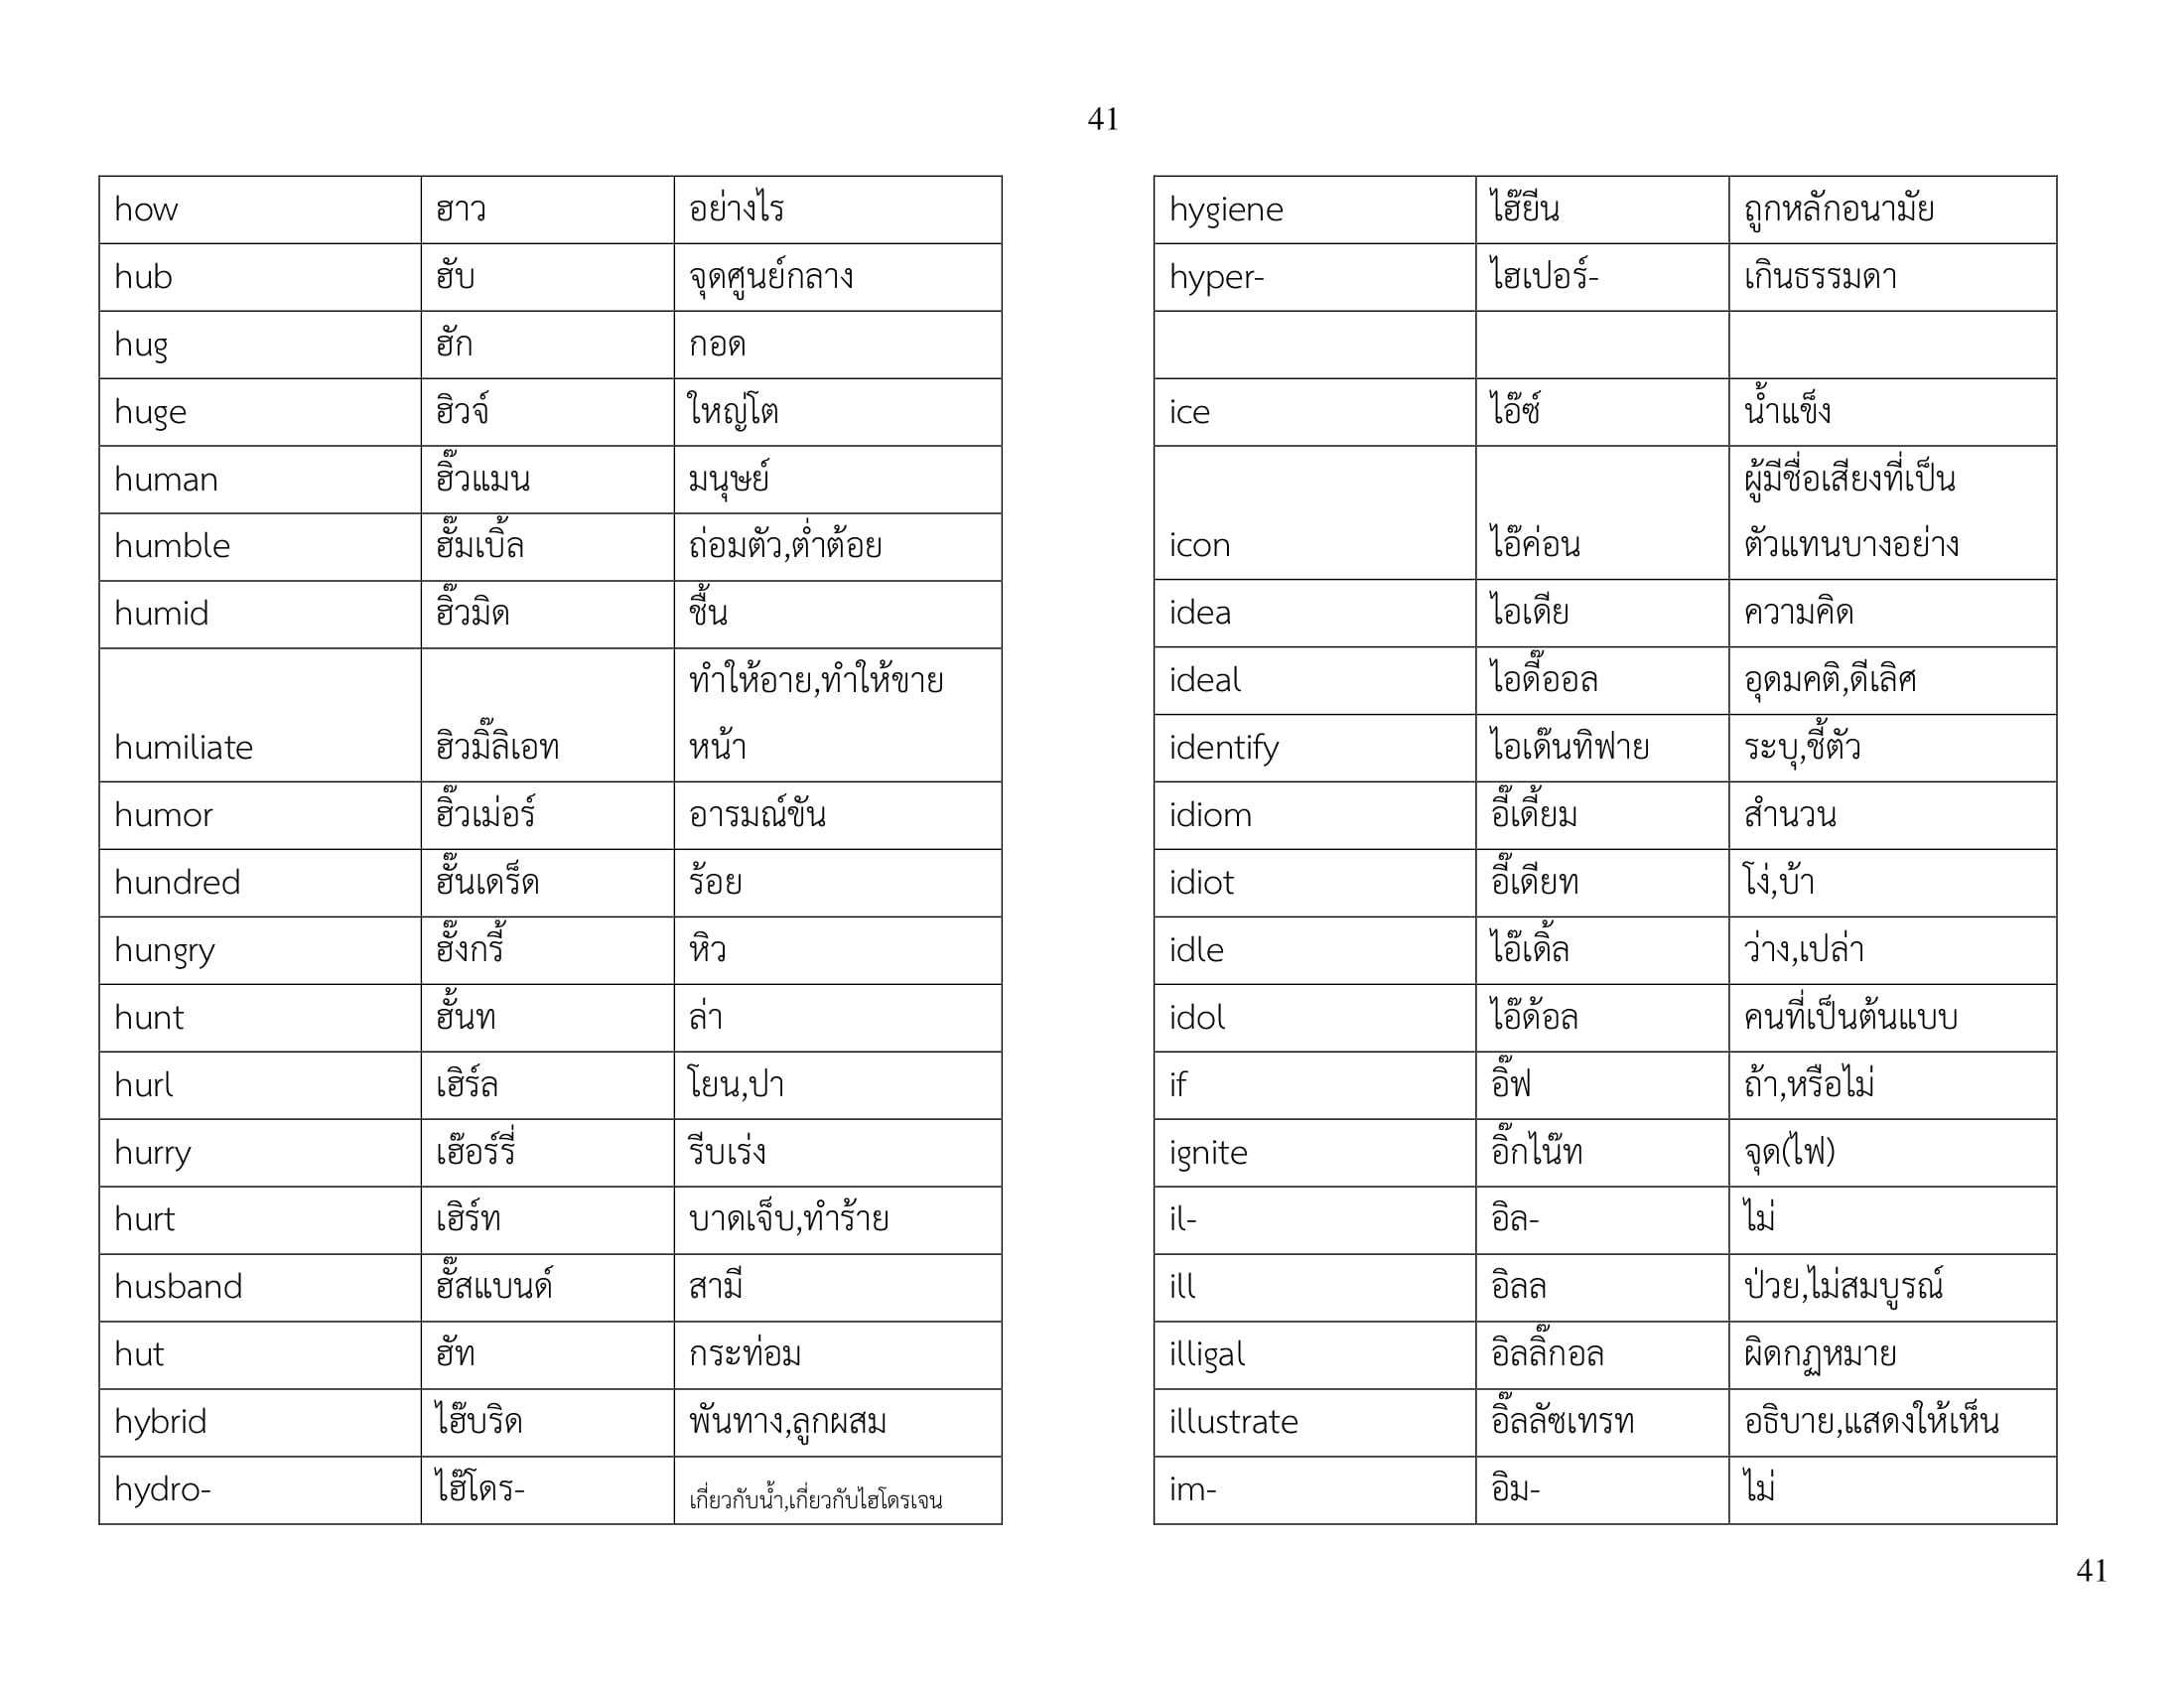 41
how ฮาว อย่างไร
hub ฮับ จุดศูนย์กลาง
hug ฮัก กอด
huge ฮิวจ์ ใหญ่โต
human ฮิ๊วแมน มนุษย์
humble ฮั๊มเบิ้ล ถ่อมตัว,ต่ำต้อย
humid ฮิ๊วมิด ชื้น
humiliate ฮิวมิ๊ลิเอท ทำให้อาย,ทำให้ขาย
หน้า
humor ฮิ๊วเม่อร์ อารมณ์ขัน
hundred ฮั๊นเดร็ด ร้อย
hungry ฮั๊งกรี้ หิว
hunt ฮั้นท ล่า
hurl เฮิร์ล โยน,ปา
hurry เฮ๊อร์รี่ รีบเร่ง
hurt เฮิร์ท บาดเจ็บ,ทำร้าย
husband ฮั๊สแบนด์ สามี
hut ฮัท กระท่อม
hybrid ไฮ๊บริด พันทาง,ลูกผสม
hydro- ไฮ๊โดร- เกี่ยวกับน้ำ,เกี่ยวกับไฮโดรเจน
hygiene ไฮ๊ยีน ถูกหลักอนามัย
hyper- ไฮเปอร์- เกินธรรมดา
ice ไอ๊ซ์ น้ำแข็ง
icon ไอ๊ค่อน ผู้มีชื่อเสียงที่เป็น
ตัวแทนบางอย่าง
idea ไอเดีย ความคิด
ideal ไอดี๊ออล อุดมคติ,ดีเลิศ
identify ไอเด๊นทิฟาย ระบุ,ชี้ตัว
idiom อี๊เดี้ยม สำนวน
idiot อี๊เดียท โง่,บ้า
idle ไอ๊เดิ้ล ว่าง,เปล่า
idol ไอ๊ด้อล คนที่เป็นต้นแบบ
if อิ๊ฟ ถ้า,หรือไม่
ignite อิ๊กไน๊ท จุด(ไฟ)
il- อิล- ไม่
ill อิลล ป่วย,ไม่สมบูรณ์
illigal อิลลิ๊กอล ผิดกฏหมาย
illustrate อิ๊ลลัซเทรท อธิบาย,แสดงให้เห็น
im- อิม- ไม่
41